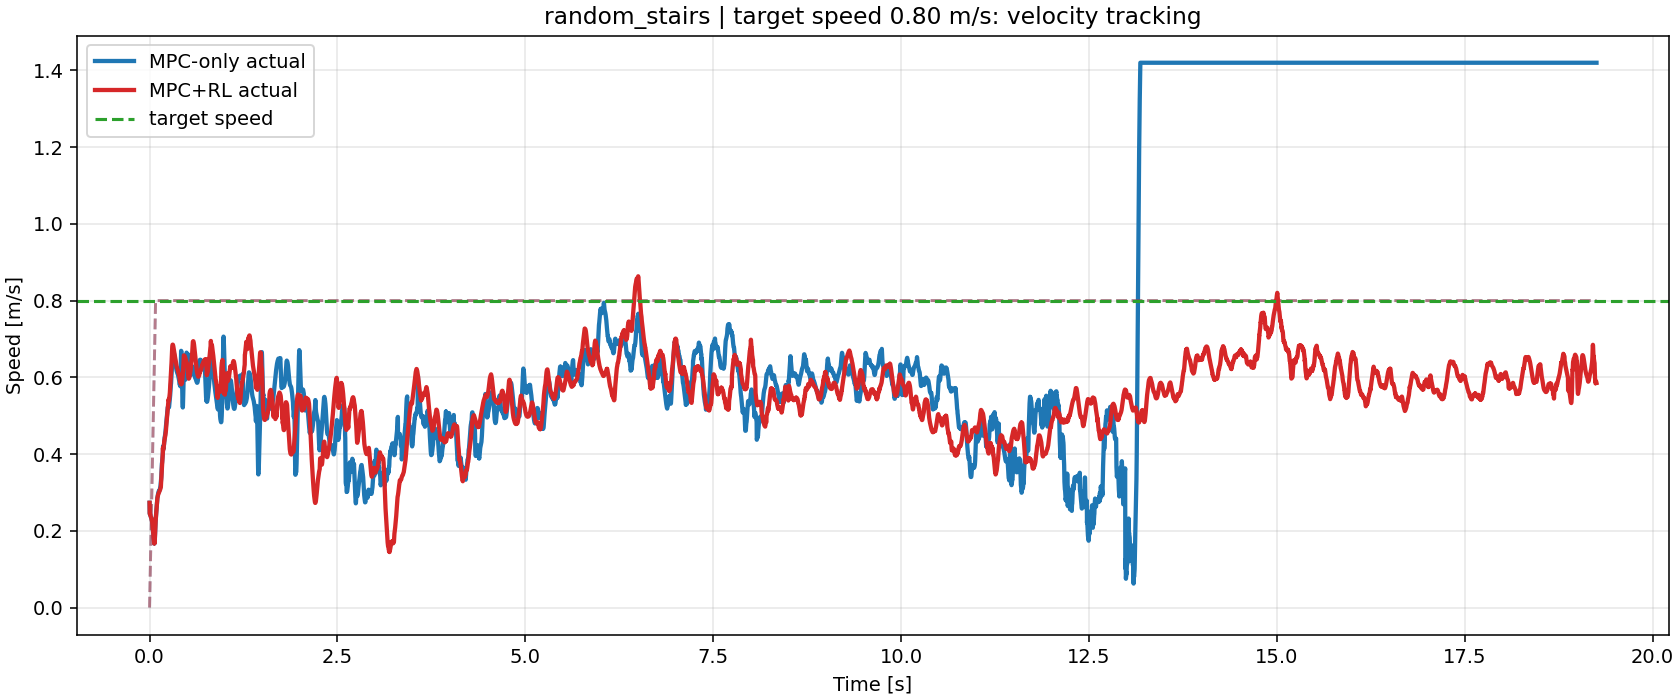 random_stairs | target speed 0.80 m/s: velocity tracking
MPC-only actual
MPC+RL actual
target speed
Speed [m/s]
1.4
1.2
1.0
0.8
0.6
0.4
0.2
0.0
0.0 2.5 5.0 7.5 10.0 12.5 15.0 17.5 20.0
Time [s]